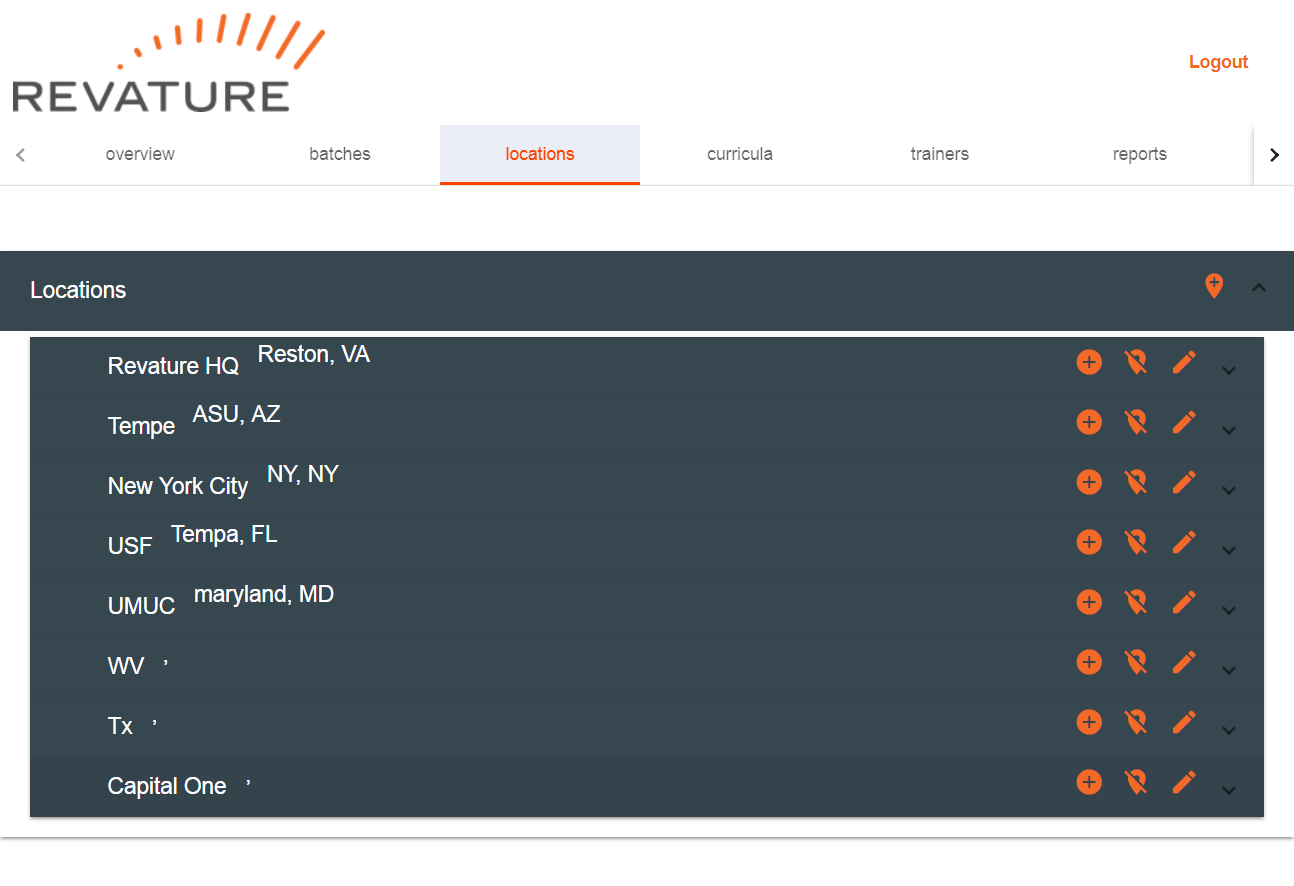 REVATURE
Logout
overview batches locations curricula trainers reports
Locations
Revature HQ Reston, VA
Tempe ASU, AZ
New York City NY, NY
USF Tempa, FL
UMUC maryland, MD
WV ,
Tx ,
Capital One ,